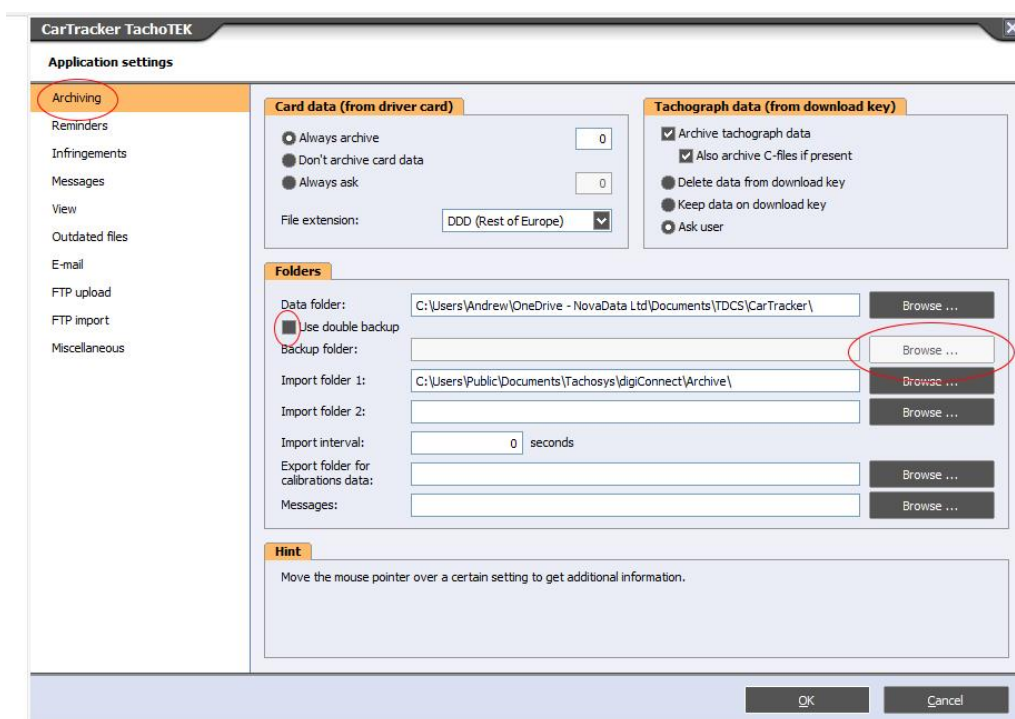 CarTracker TachoTEK
Application settings
Archiving
Reminders
Infringements
Messages
View
Outdated files
E-mail
FTP upload
FTP import
Miscellaneous
Card data (from driver card)
Always archive 0
Don't archive card data
Always ask 0
File extension: DDD (Rest of Europe)
Tachograph data (from download key)
Archive tachograph data
Also archive C-files if present
Delete data from download key
Keep data on download key
Ask user
Folders
Data folder: C:\Users\Andrew\OneDrive - NovaData Ltd\Documents\TDCS\CarTracker\ Browse ...
Use double backup
Backup folder: Browse ...
Import folder 1: C:\Users\Public\Documents\Tachosys\digiConnect\Archive\ Browse ...
Import folder 2: Browse ...
Import interval: 0 seconds
Export folder for
calibrations data: Browse ...
Messages: Browse ...
Hint
Move the mouse pointer over a certain setting to get additional information.
OK Cancel